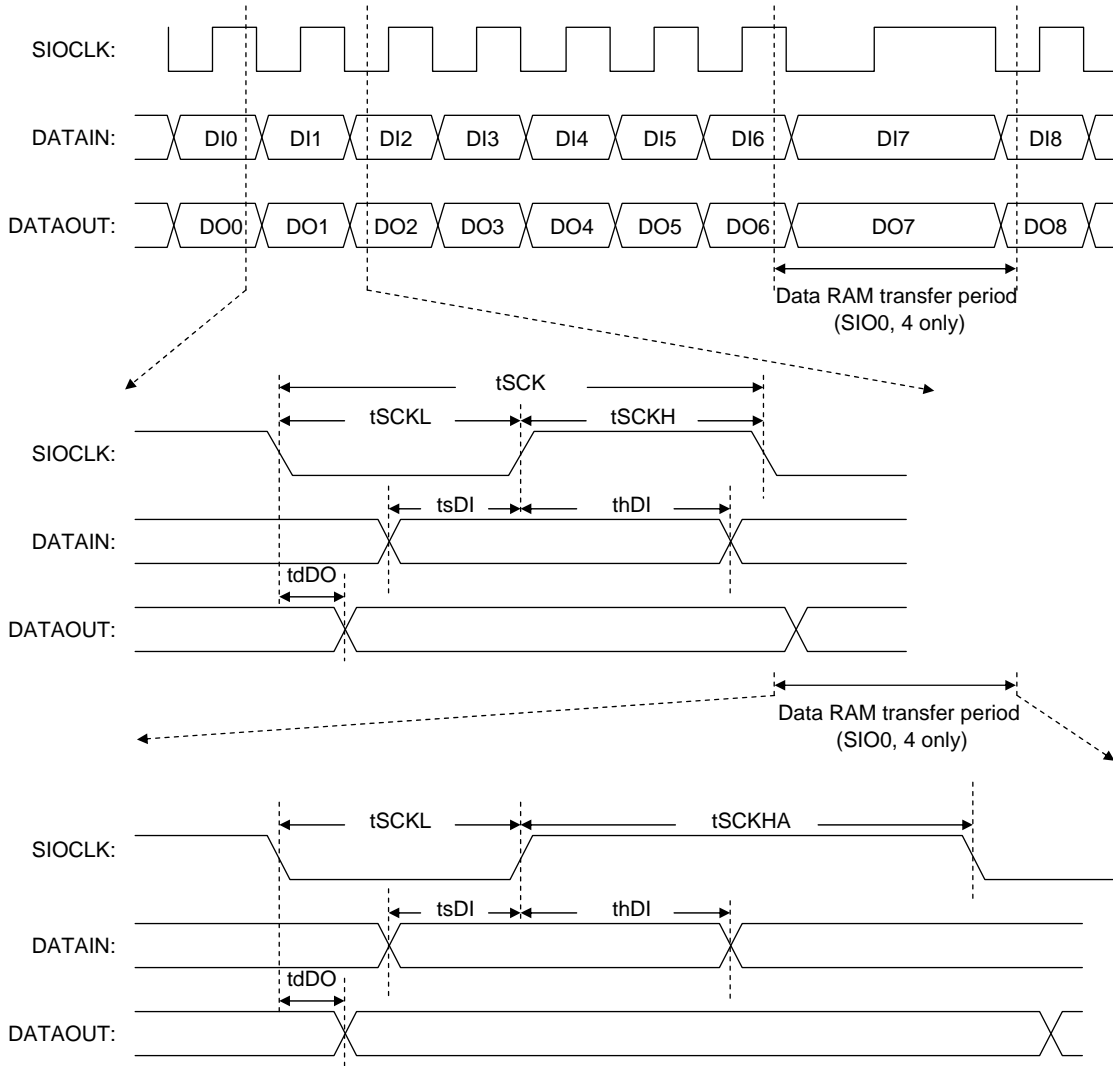 SIOCLK:
DATAIN: DI0 DI1 DI2 DI3 DI4 DI5 DI6 DI7 DI8
DATAOUT: DO0 DO1 DO2 DO3 DO4 DO5 DO6 DO7 DO8
Data RAM transfer period
(SIO0, 4 only)
tSCK
tSCKL tSCKH
SIOCLK:
tsDI thDI
DATAIN:
tdDO
DATAOUT:
Data RAM transfer period
(SIO0, 4 only)
tSCKL tSCKHA
SIOCLK:
tsDI thDI
DATAIN:
tdDO
DATAOUT: